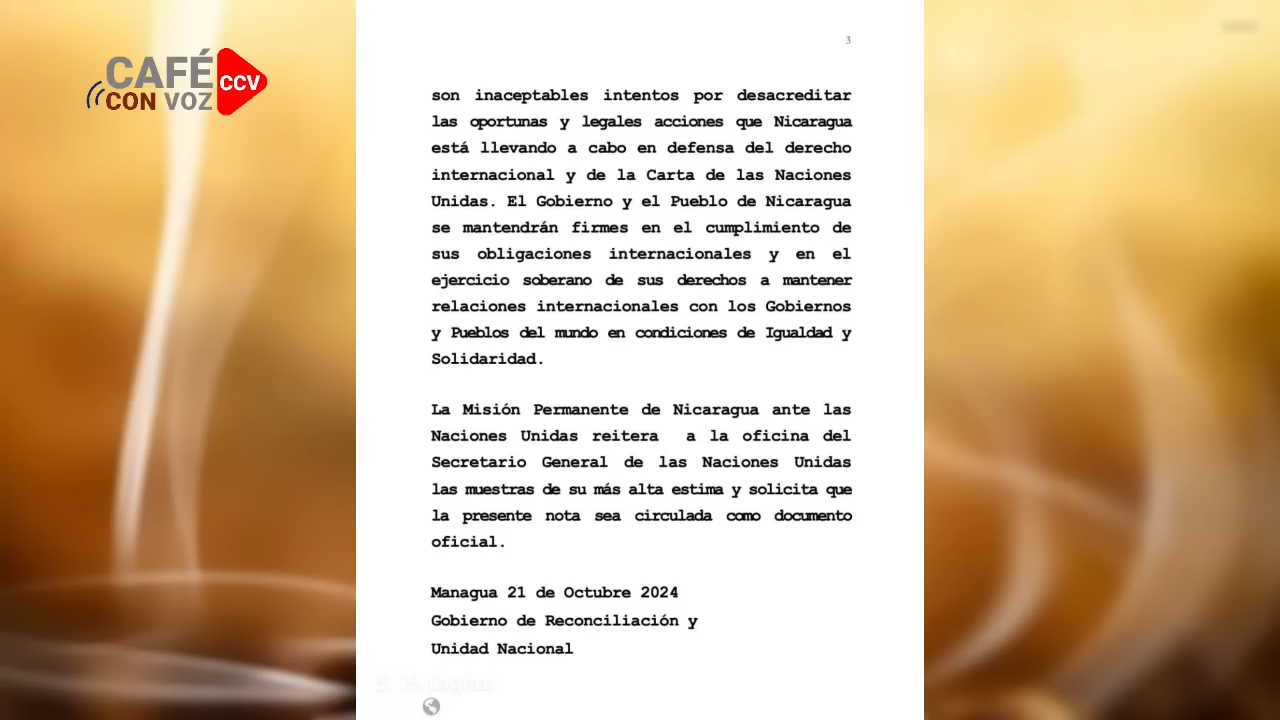 CAFÉ
CON VOZ
CCV
3
son inaceptables intentos por desacreditar
las oportunas y legales acciones que Nicaragua
está llevando a cabo en defensa del derecho
internacional y de la Carta de las Naciones
Unidas. El Gobierno y el Pueblo de Nicaragua
se mantendrán firmes en el cumplimiento de
sus obligaciones internacionales y en el
ejercicio soberano de sus derechos a mantener
relaciones internacionales con los Gobiernos
y Pueblos del mundo en condiciones de Igualdad y
Solidaridad.
La Misión Permanente de Nicaragua ante las
Naciones Unidas reitera a la oficina del
Secretario General de las Naciones Unidas
las muestras de su más alta estima y solicita que
la presente nota sea circulada como documento
oficial.
Managua 21 de Octubre 2024
Gobierno de Reconciliación y
Unidad Nacional